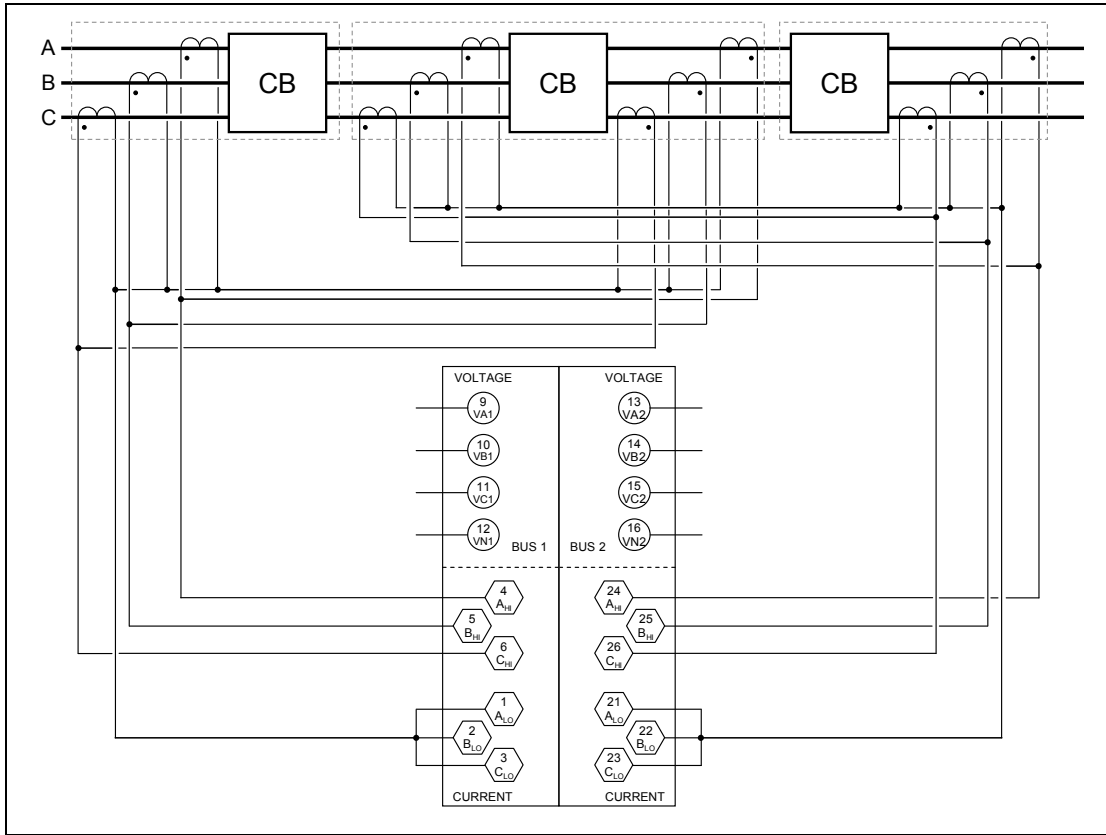 A
B
C
CB
CB
CB
VOLTAGE
VOLTAGE
9
VA1
13
VA2
10
VB1
14
VB2
11
VC1
15
VC2
12
VN1
16
VN2
BUS 1
BUS 2
4
AHI
24
AHI
5
BHI
25
BHI
6
CHI
26
CHI
1
ALO
21
ALO
2
BLO
22
BLO
3
CLO
23
CLO
CURRENT
CURRENT